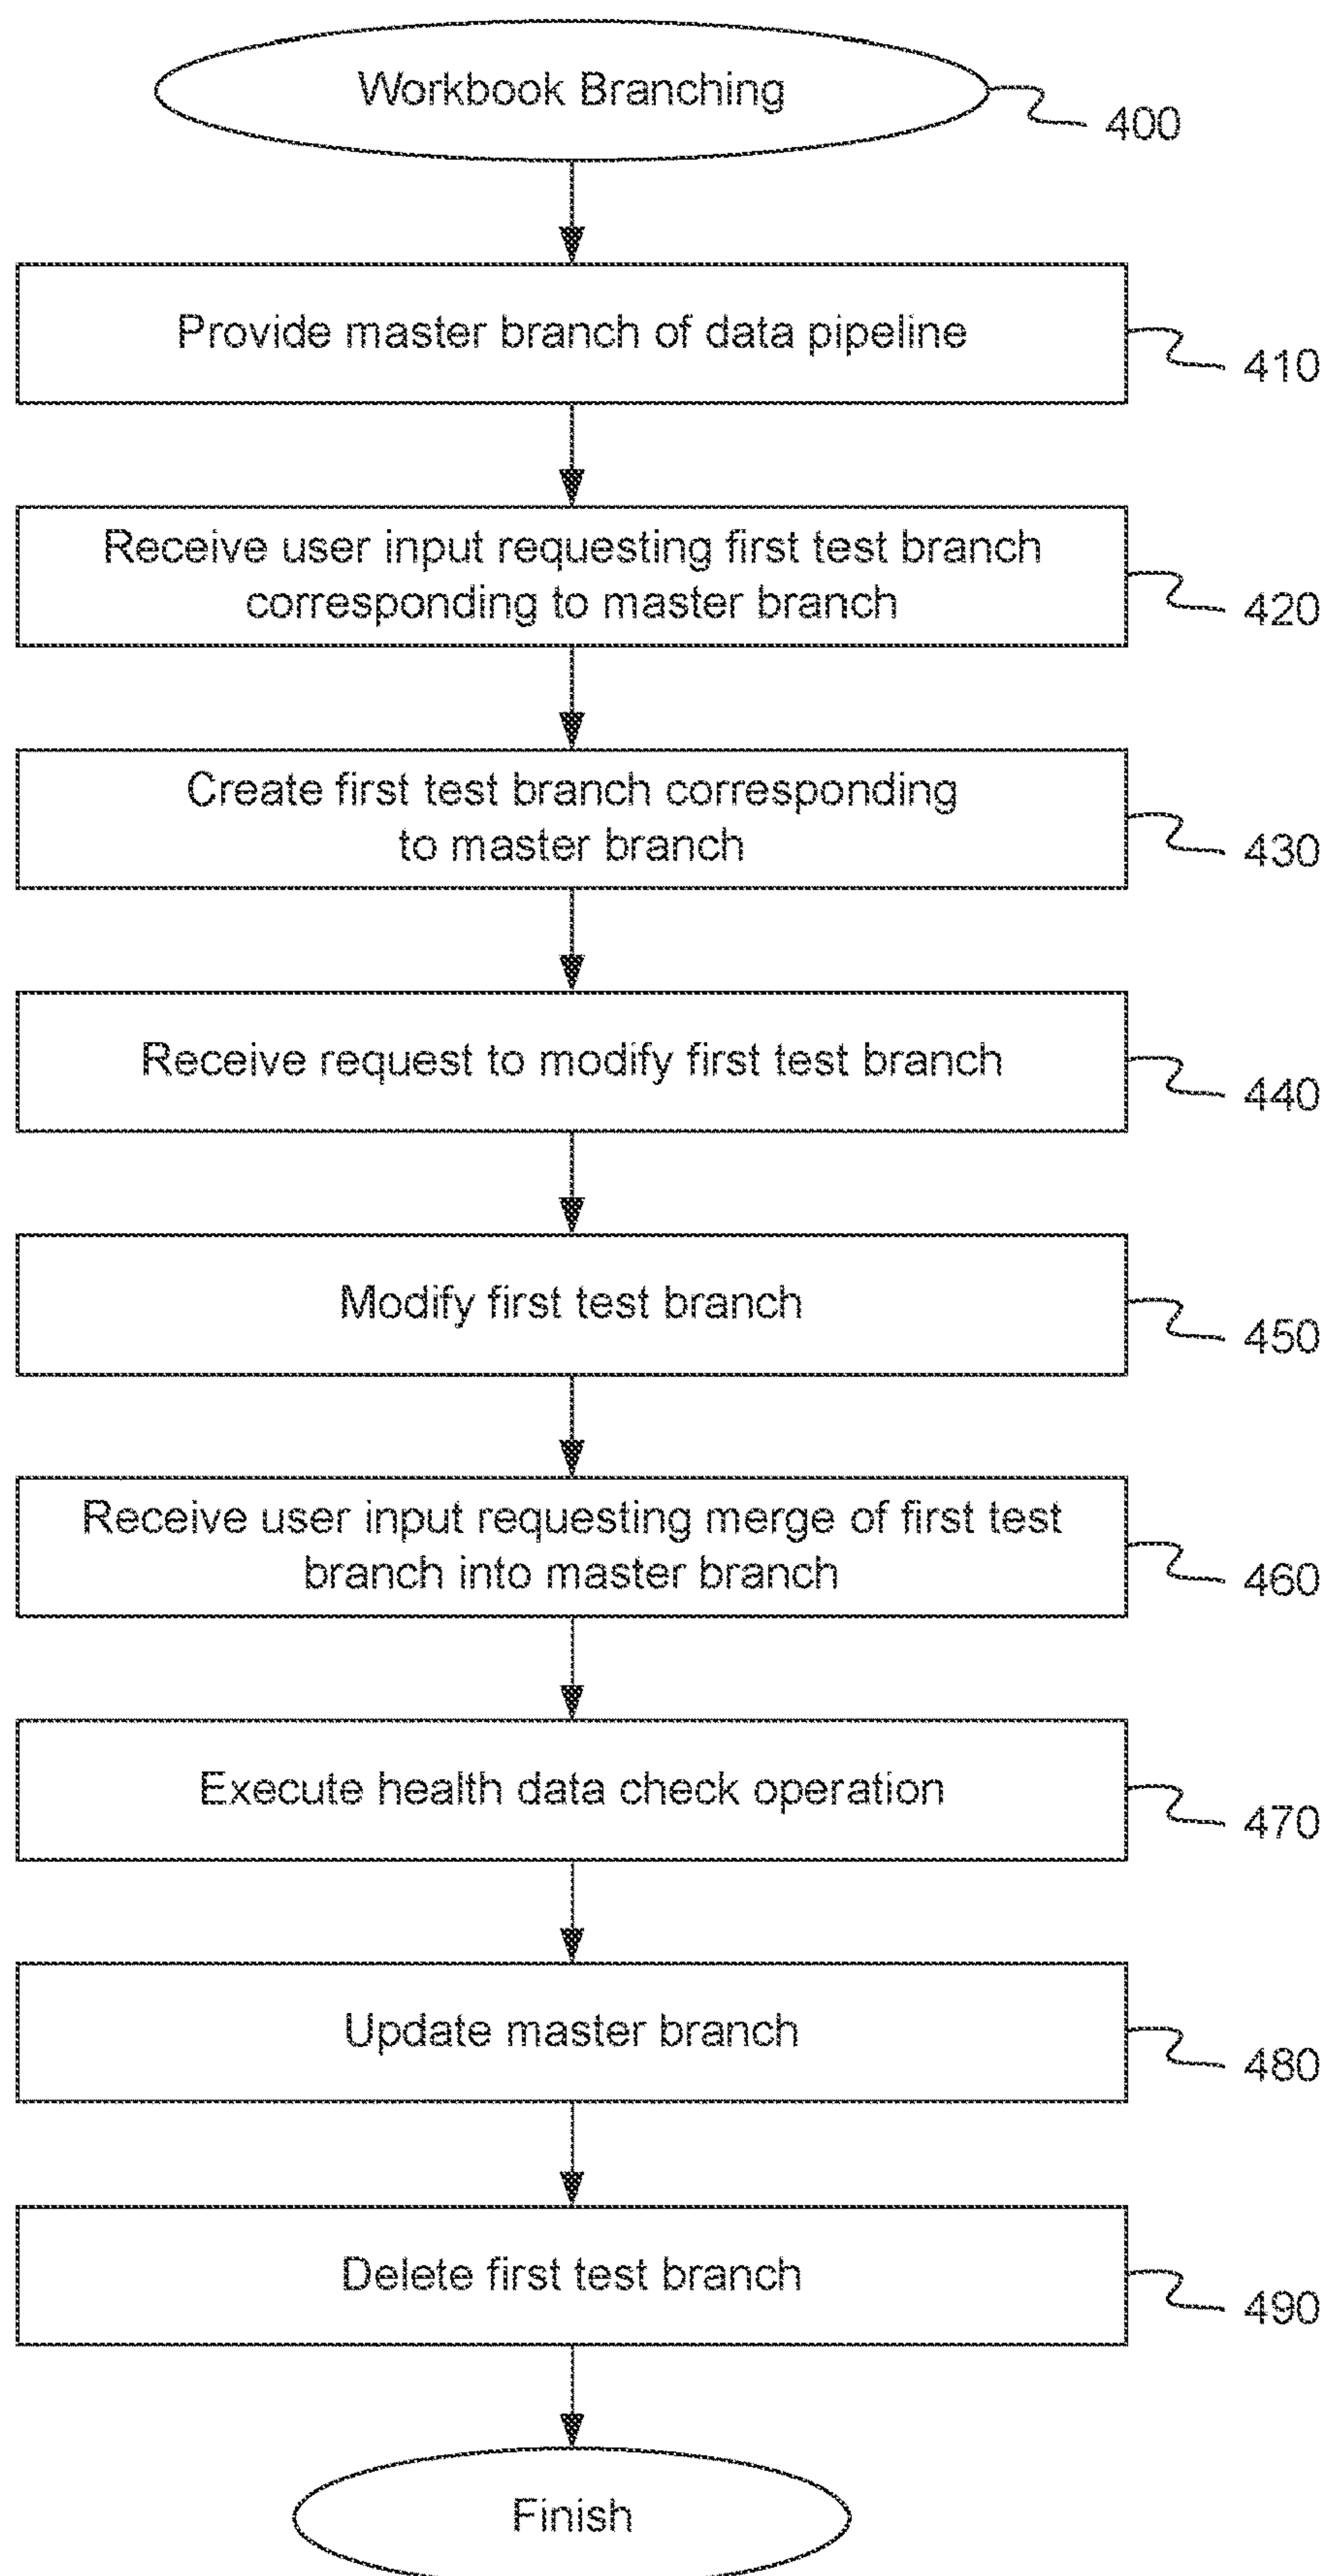 Workbook Branching
400
Provide master branch of data pipeline
410
Receive user input requesting first test branch
corresponding to master branch
420
Create first test branch corresponding
to master branch
430
Receive request to modify first test branch
440
Modify first test branch
450
Receive user input requesting merge of first test
branch into master branch
460
Execute health data check operation
470
Update master branch
480
Delete first test branch
490
Finish